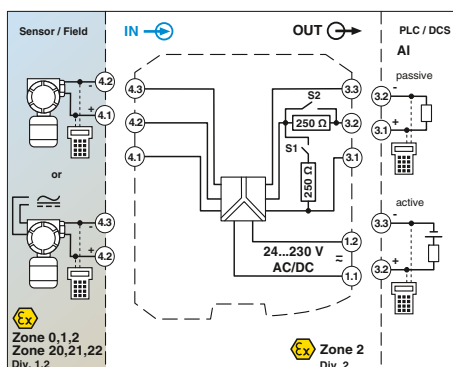 Sensor / Field
IN
OUT
PLC / DCS
AI
4.2
-
+
4.1
or
4.3
-
+
4.2
Ex
Zone 0,1,2
Zone 20,21,22
Div. 1,2
4.3
4.2
4.1
S2
250 Ω
S1
250 Ω
3.3
3.2
3.1
1.2
24...230 V
AC/DC
=
1.1
Ex
Zone 2
Div. 2
passive
3.2
-
3.1
+
active
3.3
-
3.2
+